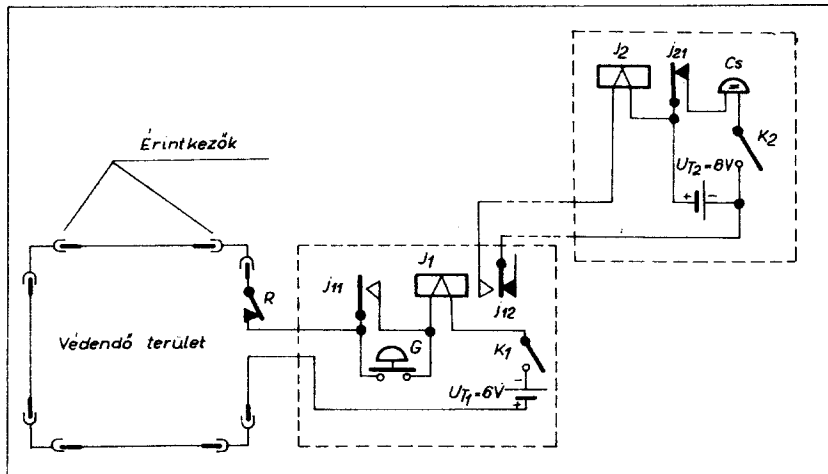 J2
j21
Cs
K2
UT2=8V
+
-
Érintkezők
R
Védendő terület
j11
J1
j12
G
K1
-
UT1=6V
+